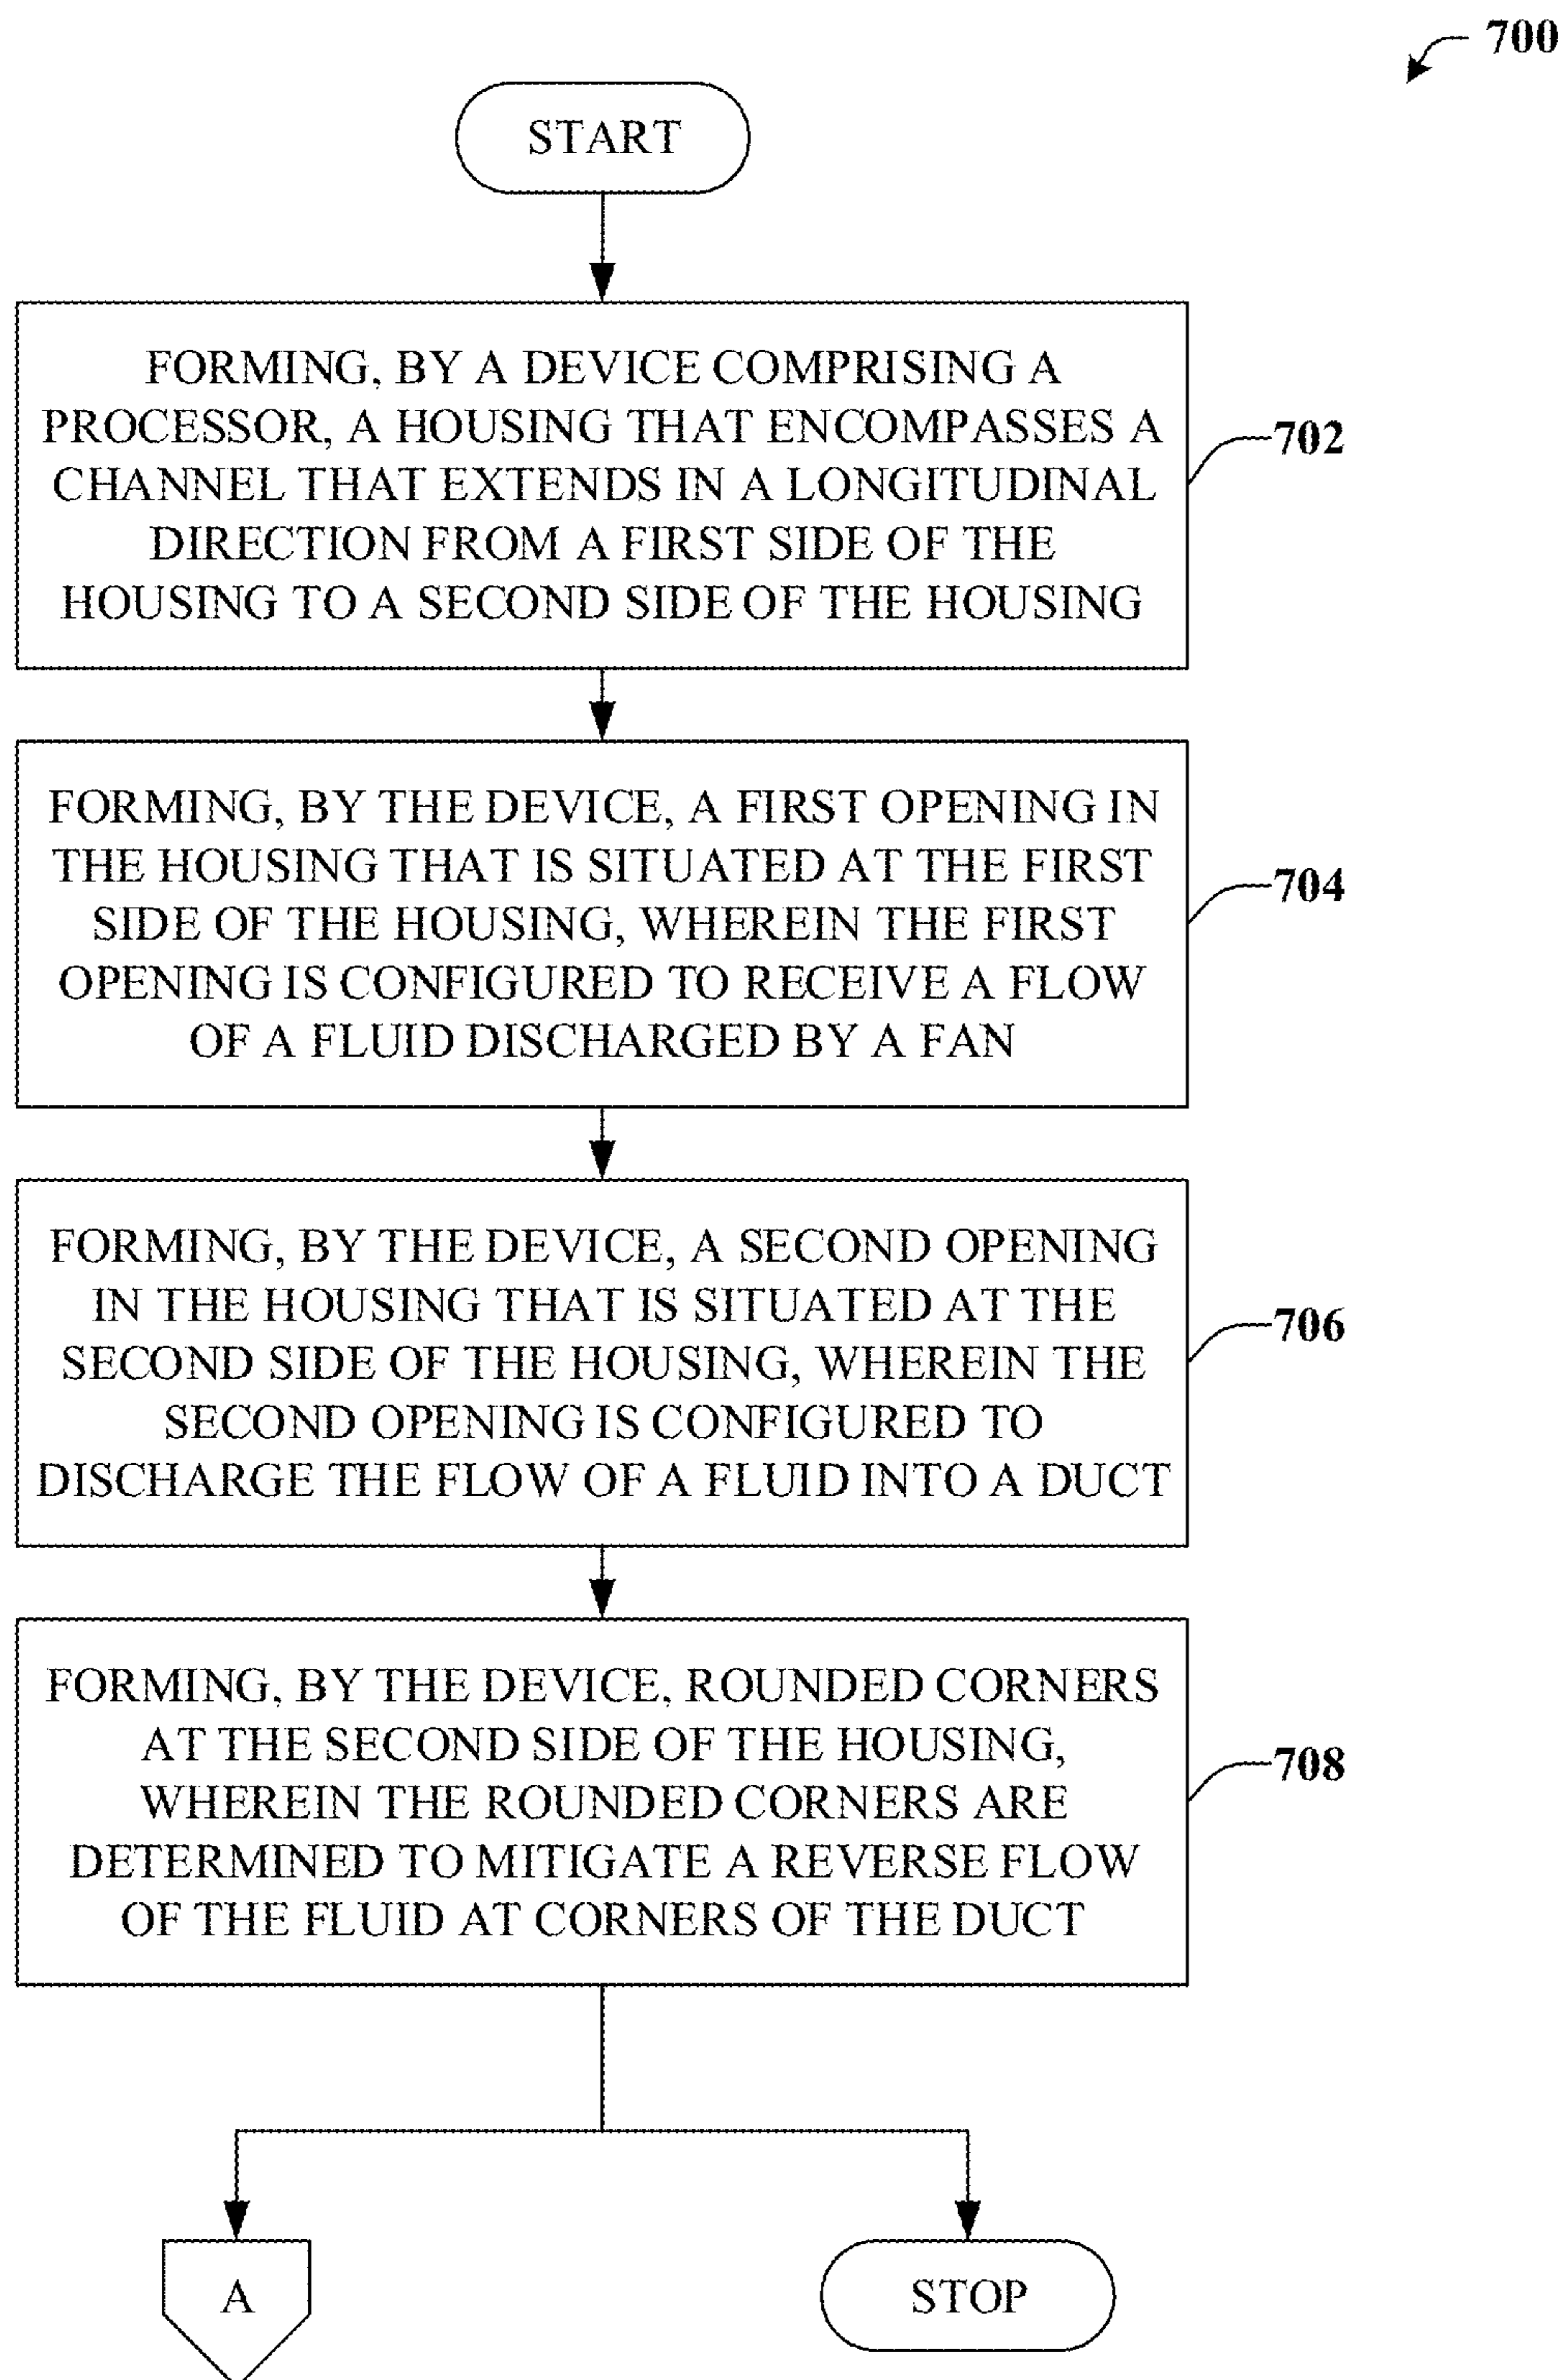 700
START
FORMING, BY A DEVICE COMPRISING A
PROCESSOR, A HOUSING THAT ENCOMPASSES A
CHANNEL THAT EXTENDS IN A LONGITUDINAL
DIRECTION FROM A FIRST SIDE OF THE
HOUSING TO A SECOND SIDE OF THE HOUSING
702
FORMING, BY THE DEVICE, A FIRST OPENING IN
THE HOUSING THAT IS SITUATED AT THE FIRST
SIDE OF THE HOUSING, WHEREIN THE FIRST
OPENING IS CONFIGURED TO RECEIVE A FLOW
OF A FLUID DISCHARGED BY A FAN
704
FORMING, BY THE DEVICE, A SECOND OPENING
IN THE HOUSING THAT IS SITUATED AT THE
SECOND SIDE OF THE HOUSING, WHEREIN THE
SECOND OPENING IS CONFIGURED TO
DISCHARGE THE FLOW OF A FLUID INTO A DUCT
706
FORMING, BY THE DEVICE, ROUNDED CORNERS
AT THE SECOND SIDE OF THE HOUSING,
WHEREIN THE ROUNDED CORNERS ARE
DETERMINED TO MITIGATE A REVERSE FLOW
OF THE FLUID AT CORNERS OF THE DUCT
708
A
STOP